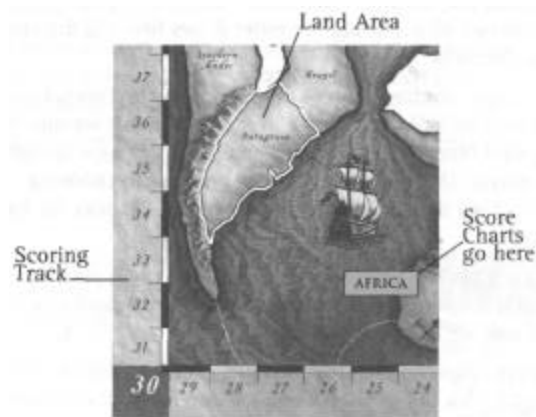 Land Area
37
36
Patagonia
35
34
Score
Charts
go here
Scoring
Track
33
AFRICA
32
31
30 29 28 27 26 25 24